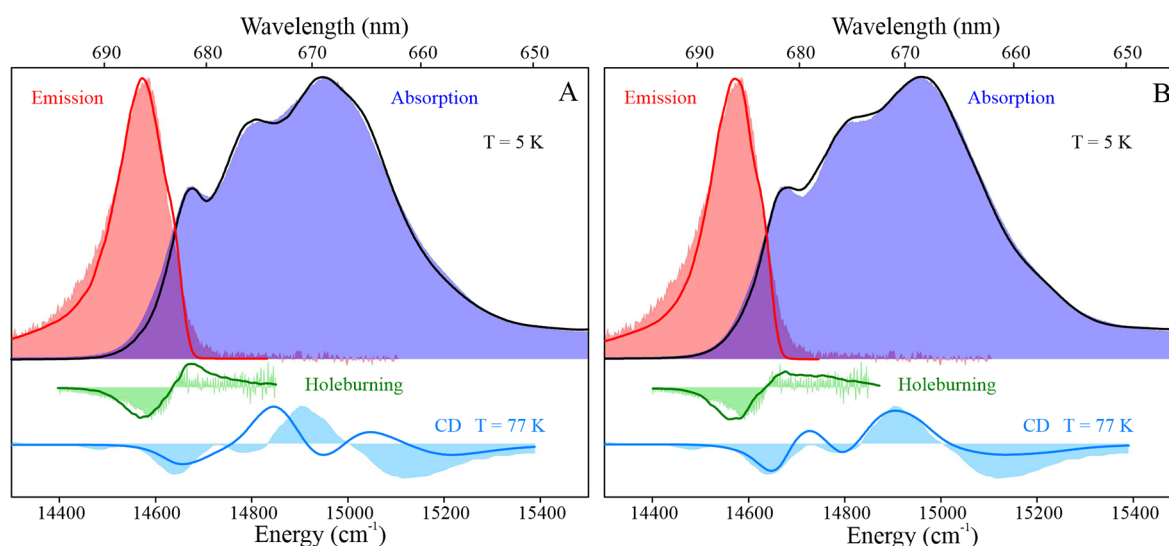 Wavelength (nm)
690 680 670 660 650
Emission
Absorption
A
T = 5 K
Holeburning
CD T = 77 K
14400 14600 14800 15000 15200 15400
Energy (cm-1)
Wavelength (nm)
690 680 670 660 650
Emission
Absorption
B
T = 5 K
Holeburning
CD T = 77 K
14400 14600 14800 15000 15200 15400
Energy (cm-1)